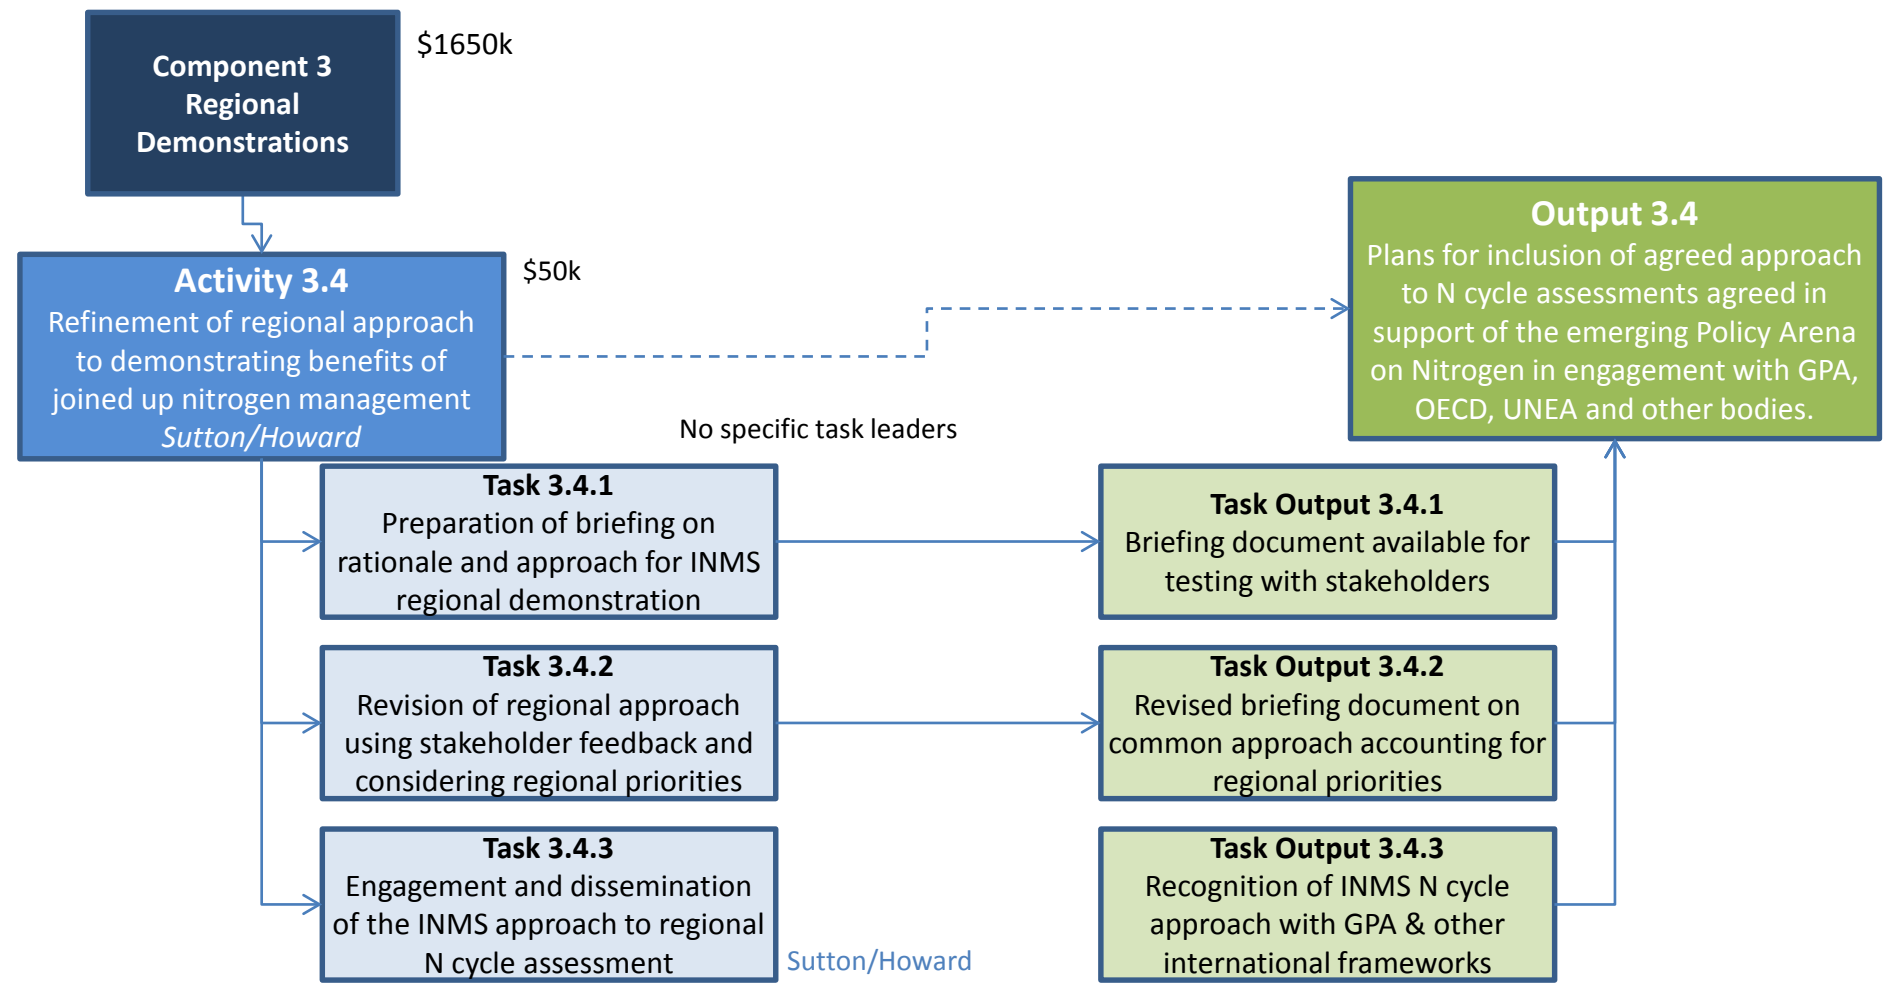 Component 3
Regional
Demonstrations
$1650k
Activity 3.4
Refinement of regional approach
to demonstrating benefits of
joined up nitrogen management
Sutton/Howard
$50k
Output 3.4
Plans for inclusion of agreed approach
to N cycle assessments agreed in
support of the emerging Policy Arena
on Nitrogen in engagement with GPA,
OECD, UNEA and other bodies.
No specific task leaders
Task 3.4.1
Preparation of briefing on
rationale and approach for INMS
regional demonstration
Task Output 3.4.1
Briefing document available for
testing with stakeholders
Task 3.4.2
Revision of regional approach
using stakeholder feedback and
considering regional priorities
Task Output 3.4.2
Revised briefing document on
common approach accounting for
regional priorities
Task 3.4.3
Engagement and dissemination
of the INMS approach to regional
N cycle assessment
Sutton/Howard
Task Output 3.4.3
Recognition of INMS N cycle
approach with GPA & other
international frameworks